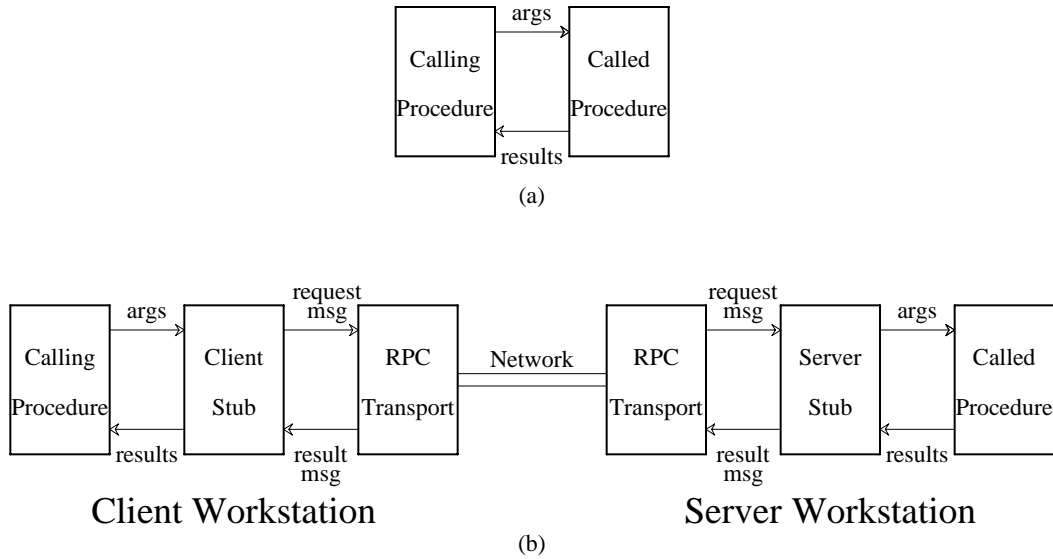 args
Calling
Procedure
Called
Procedure
results
(a)
Calling
Procedure
args
results
Client
Stub
request
msg
result
msg
RPC
Transport
Network
RPC
Transport
request
msg
result
msg
Server
Stub
args
results
Called
Procedure
Client Workstation
Server Workstation
(b)